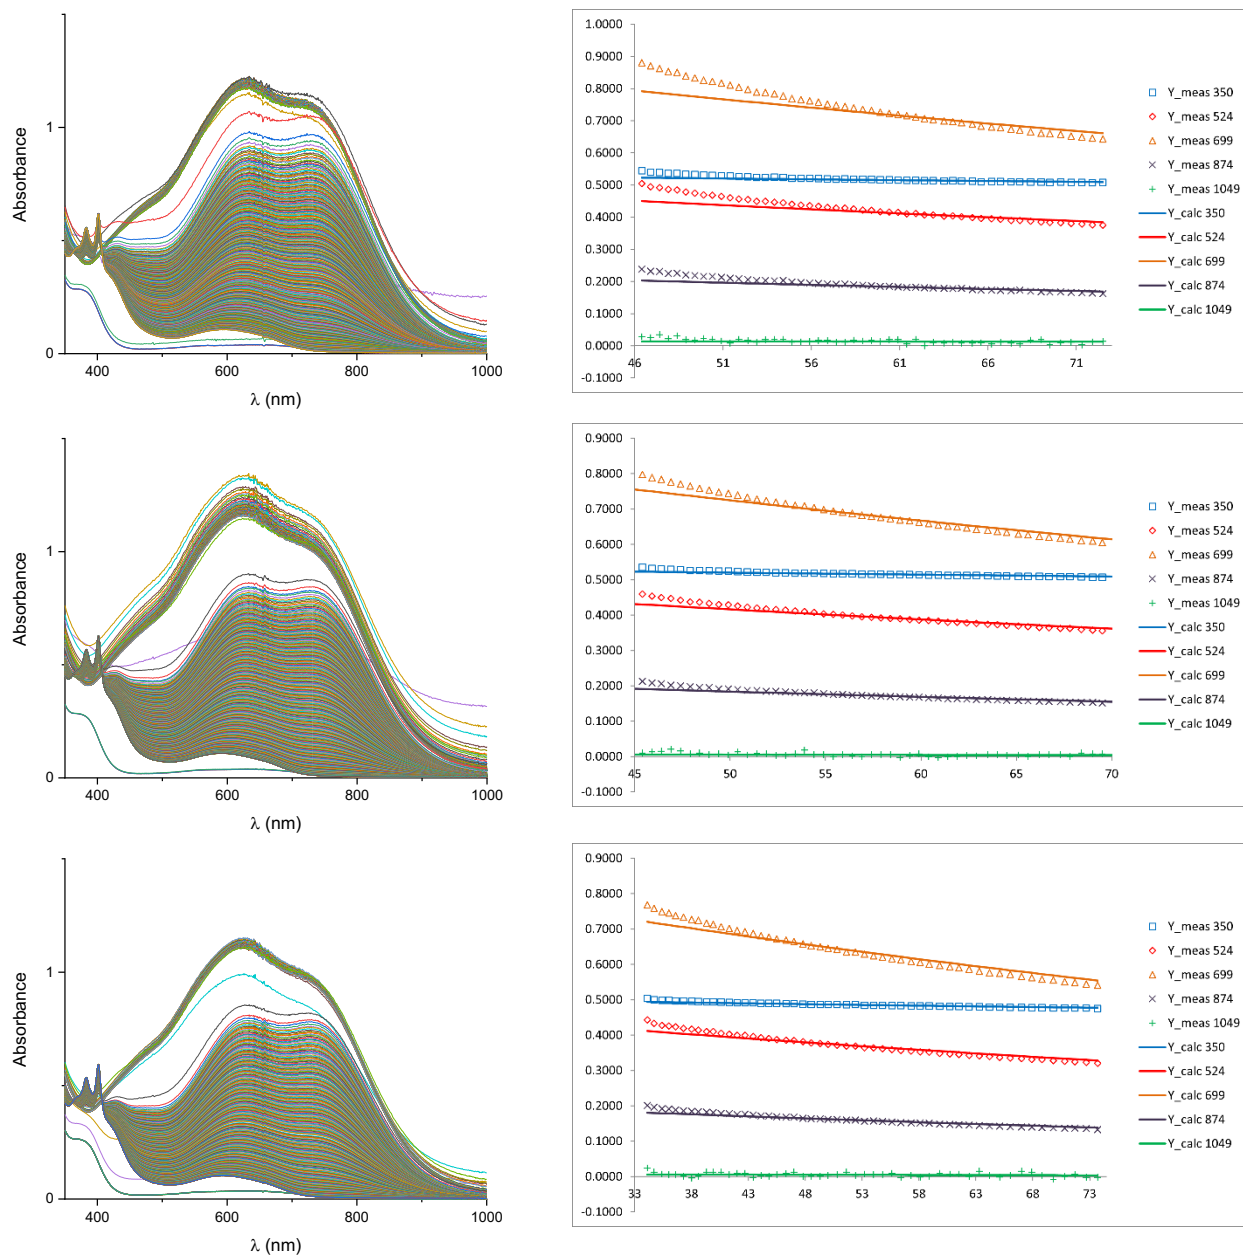 Absorbance
1
0
400
600
800
1000
λ (nm)
1.0000
0.9000
0.8000
0.7000
0.6000
0.5000
0.4000
0.3000
0.2000
0.1000
0.0000
-0.1000
46
51
56
61
66
71
Y_meas 350
Y_meas 524
Y_meas 699
Y_meas 874
Y_meas 1049
Y_calc 350
Y_calc 524
Y_calc 699
Y_calc 874
Y_calc 1049
Absorbance
1
0
400
600
800
1000
λ (nm)
0.9000
0.8000
0.7000
0.6000
0.5000
0.4000
0.3000
0.2000
0.1000
0.0000
-0.1000
45
50
55
60
65
70
Y_meas 350
Y_meas 524
Y_meas 699
Y_meas 874
Y_meas 1049
Y_calc 350
Y_calc 524
Y_calc 699
Y_calc 874
Y_calc 1049
Absorbance
1
0
400
600
800
1000
λ (nm)
0.9000
0.8000
0.7000
0.6000
0.5000
0.4000
0.3000
0.2000
0.1000
0.0000
-0.1000
33
38
43
48
53
58
63
68
73
Y_meas 350
Y_meas 524
Y_meas 699
Y_meas 874
Y_meas 1049
Y_calc 350
Y_calc 524
Y_calc 699
Y_calc 874
Y_calc 1049